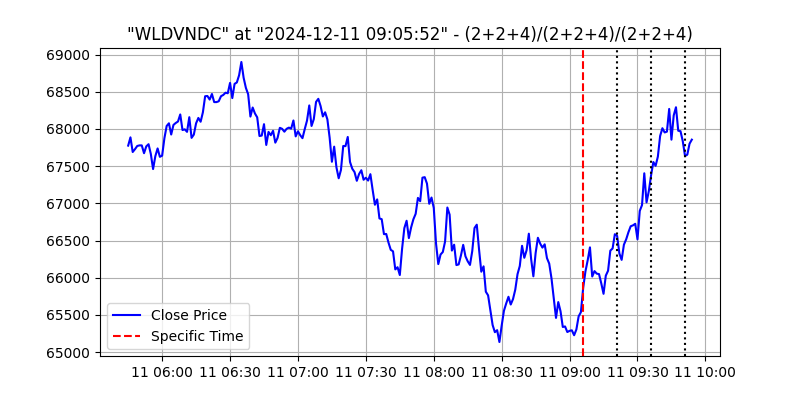 "WLDVNDC" at "2024-12-11 09:05:52" - (2+2+4)/(2+2+4)/(2+2+4)
69000
68500
68000
67500
67000
66500
66000
65500
65000
Close Price
Specific Time
11 06:00 11 06:30 11 07:00 11 07:30 11 08:00 11 08:30 11 09:00 11 09:30 11 10:00